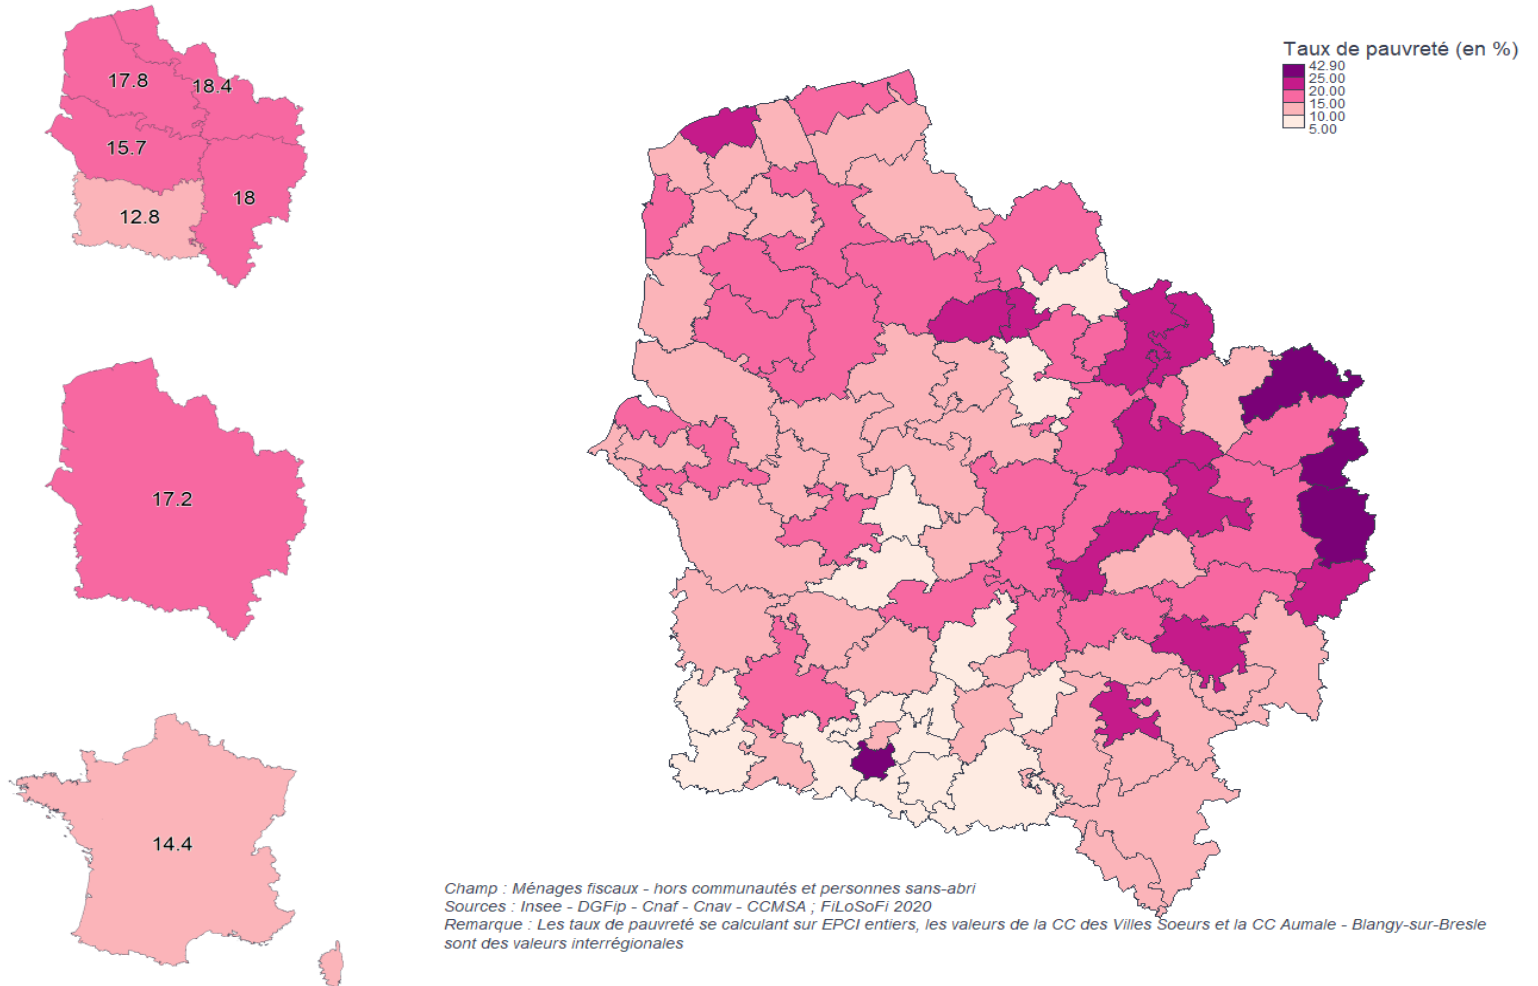 Taux de pauvreté (en %)
42.90
25.00
20.00
15.00
10.00
5.00
17.8
18.4
15.7
18
12.8
17.2
14.4
Champ : Ménages fiscaux - hors communautés et personnes sans-abri
Sources : Insee - DGFip - Cnaf - Cnav - CCMSA ; FiLoSoFi 2020
Remarque : Les taux de pauvreté se calculant sur EPCI entiers, les valeurs de la CC des Villes Soeurs et la CC Aumale - Blangy-sur-Bresle
sont des valeurs interrégionales